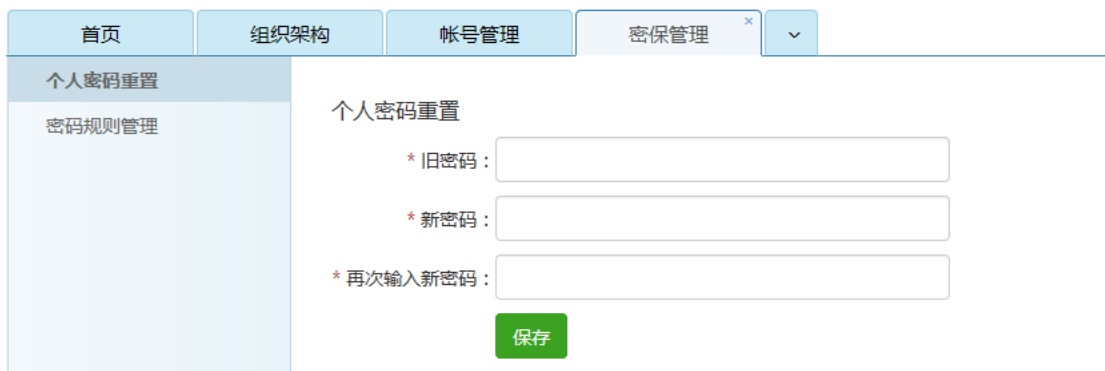 首页 组织架构 帐号管理 密保管理 ×
个人密码重置
密码规则管理
个人密码重置
* 旧密码：
* 新密码：
* 再次输入新密码：
保存